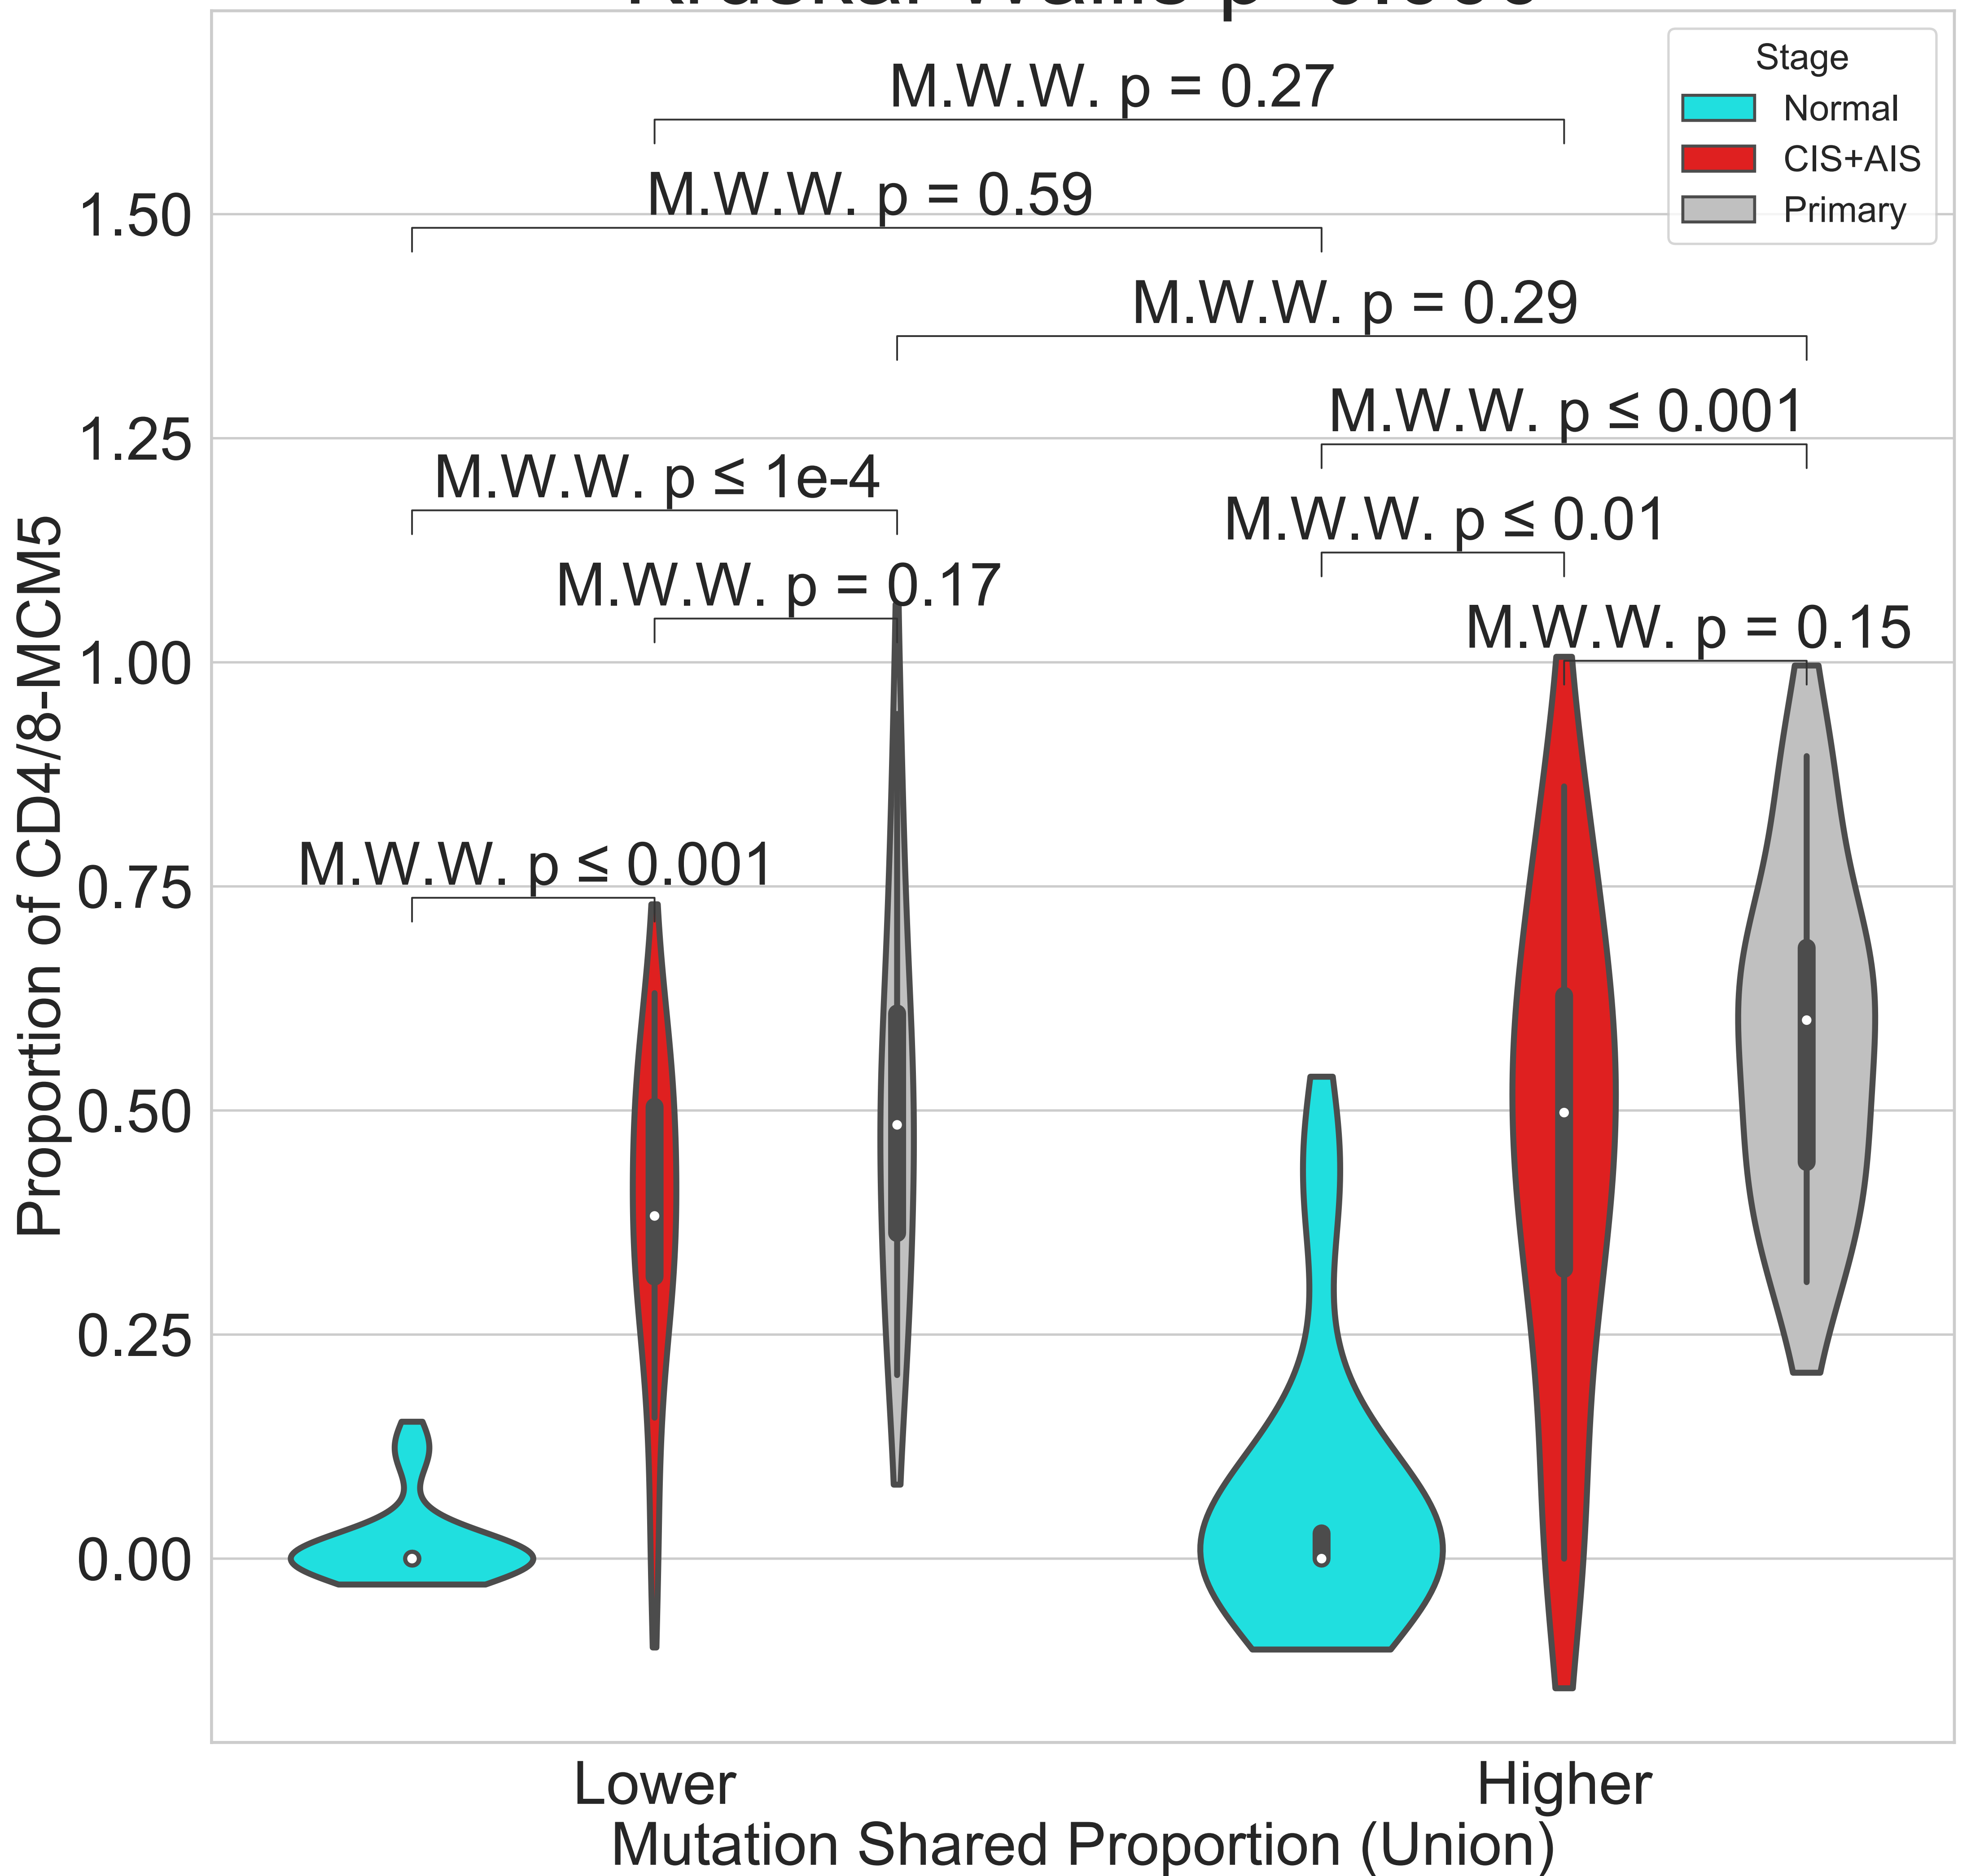 Stage
Normal
CIS+AIS
Primary
M.W.W. p = 0.27
M.W.W. p = 0.59
M.W.W. p = 0.29
M.W.W. p ≤ 0.001
M.W.W. p ≤ 1e-4
M.W.W. p ≤ 0.01
M.W.W. p = 0.17
M.W.W. p = 0.15
M.W.W. p ≤ 0.001
1.50
1.25
1.00
0.75
0.50
0.25
0.00
Proportion of CD4/8-MCM5
Lower
Higher
Mutation Shared Proportion (Union)